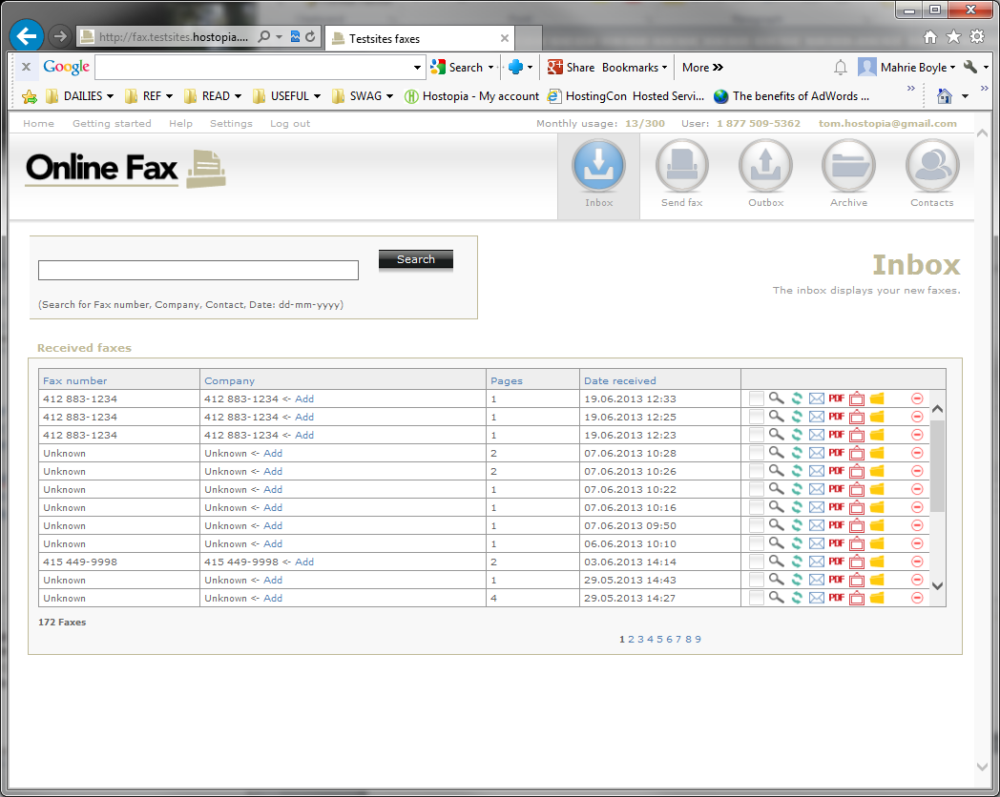 http://fax.testsites.hostopia....
Testsites faxes
x Google Search Share Bookmarks More » Mahrie Boyle
DAILIES REF READ USEFUL SWAG Hostopia - My account HostingCon Hosted Servi... The benefits of AdWords ...
Home Getting started Help Settings Log out Monthly usage: 13/300 User: 1 877 509-5362 tom.hostopia@gmail.com
Online Fax
Inbox Send fax Outbox Archive Contacts
Search
Inbox
The inbox displays your new faxes.
(Search for Fax number, Company, Contact, Date: dd-mm-yyyy)
Received faxes
Fax number Company Pages Date received
412 883-1234 412 883-1234 <- Add 1 19.06.2013 12:33 PDF
412 883-1234 412 883-1234 <- Add 1 19.06.2013 12:25 PDF
412 883-1234 412 883-1234 <- Add 1 19.06.2013 12:23 PDF
Unknown Unknown <- Add 2 07.06.2013 10:28 PDF
Unknown Unknown <- Add 2 07.06.2013 10:26 PDF
Unknown Unknown <- Add 1 07.06.2013 10:22 PDF
Unknown Unknown <- Add 1 07.06.2013 10:16 PDF
Unknown Unknown <- Add 1 07.06.2013 09:50 PDF
Unknown Unknown <- Add 1 06.06.2013 10:10 PDF
415 449-9998 415 449-9998 <- Add 2 03.06.2013 14:14 PDF
Unknown Unknown <- Add 1 29.05.2013 14:43 PDF
Unknown Unknown <- Add 4 29.05.2013 14:27 PDF
172 Faxes
1 2 3 4 5 6 7 8 9